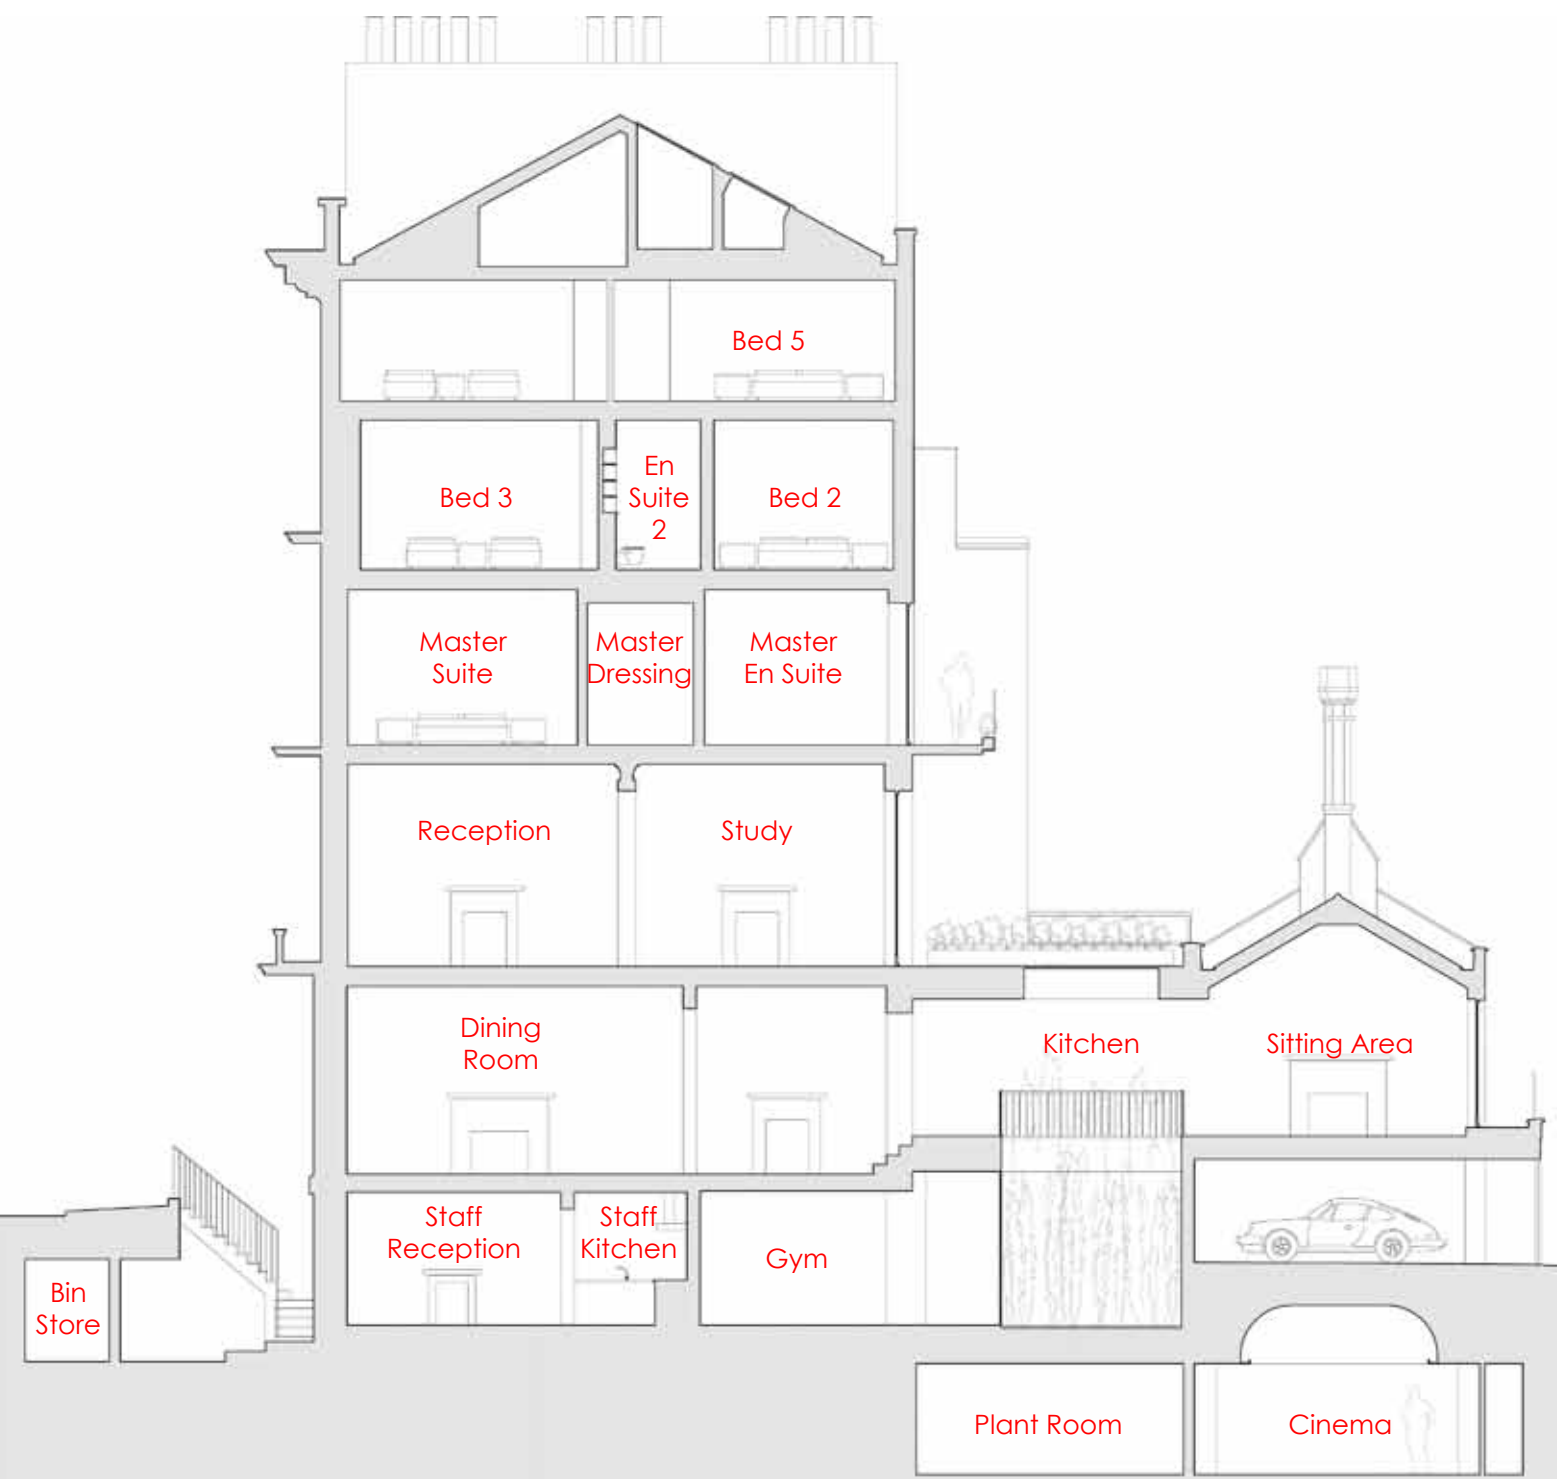 Bed 5
Bed 3
En
Suite
2
Bed 2
Master
Suite
Master
Dressing
Master
En Suite
Reception
Study
Dining
Room
Kitchen
Sitting Area
Staff
Reception
Staff
Kitchen
Gym
Bin
Store
Plant Room
Cinema